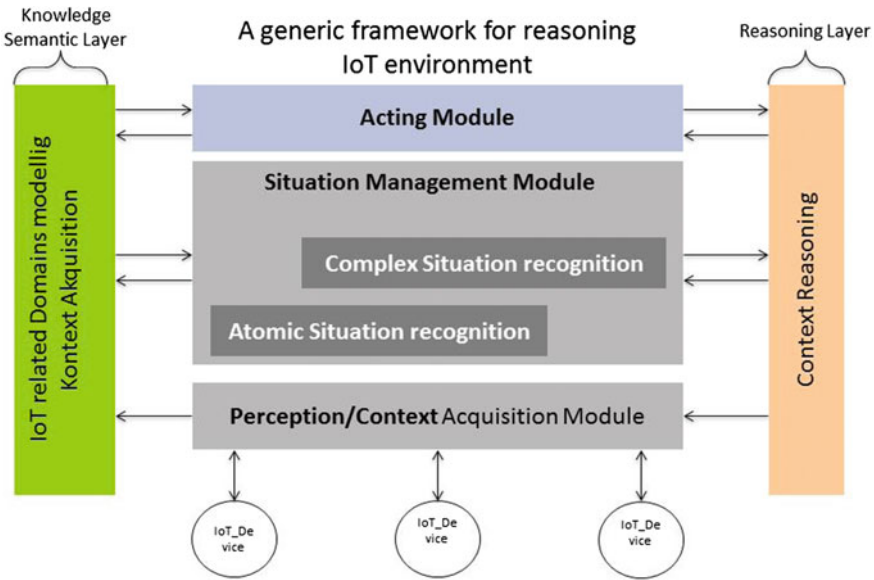 Knowledge
Semantic Layer
A generic framework for reasoning
IoT environment
Reasoning Layer
Acting Module
Situation Management Module
Complex Situation recognition
Atomic Situation recognition
Perception/Context Acquisition Module
IoT related Domains modellig
Kontext Akquisition
Context Reasoning
IoT_De
vice
IoT_De
vice
IoT_De
vice